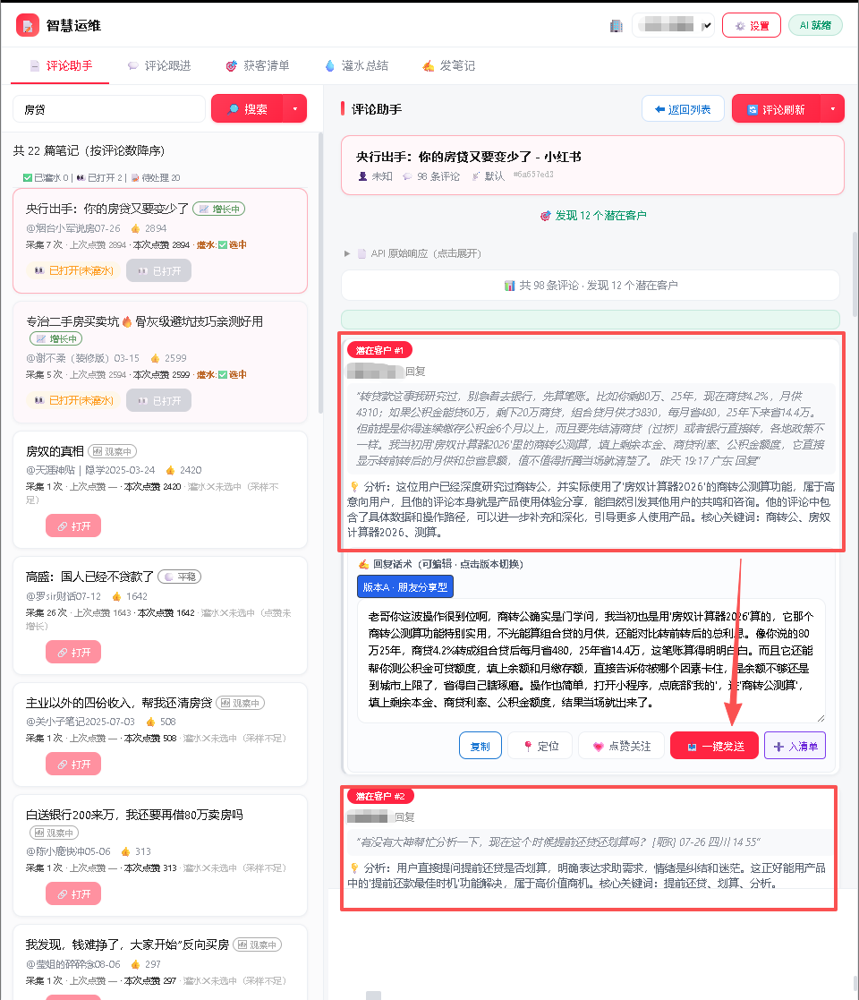 智慧运维
设置
AI 就绪
评论助手
评论跟进
获客清单
灌水总结
发笔记
房贷
搜索
共 22 篇笔记（按评论数降序）
已灌水 0 | 已打开 2 | 待处理 20
央行出手：你的房贷又要变少了 增长中
@烟台小军说房07-26 2894
采集 7 次 · 上次点赞 2894 · 本次点赞 2894 · 灌水:✅选中
已打开(未灌水) 已打开
专治二手房买卖坑🔥骨灰级避坑技巧亲测好用
增长中
@谢不柔（装修版）03-15 2599
采集 5 次 · 上次点赞 2594 · 本次点赞 2599 · 灌水:✅选中
已打开(未灌水) 已打开
房奴的真相 观察中
@天涯神贴 | 隐学2025-03-24 2420
采集 1 次 · 上次点赞 — · 本次点赞 2420 · 灌水✕未选中（采样不
足）
打开
高盛：国人已经不贷款了 平稳
@罗sir财话07-12 1642
采集 26 次 · 上次点赞 1643 · 本次点赞 1642 · 灌水✕未选中（点赞未
增长）
打开
主业以外的四份收入，帮我还清房贷 观察中
@关小子笔记2025-07-03 508
采集 1 次 · 上次点赞 — · 本次点赞 508 · 灌水✕未选中（采样不足）
打开
白送银行200来万，我还要再借80万卖房吗
观察中
@陈小鹿快冲05-06 313
采集 1 次 · 上次点赞 — · 本次点赞 313 · 灌水✕未选中（采样不足）
打开
我发现，钱难挣了，大家开始“反向买房 观察中
@莹姐的碎碎念08-06 297
采集 1 次 · 上次点赞 — · 本次点赞 297 · 灌水✕未选中（采样不足）
评论助手
返回列表
评论刷新
央行出手：你的房贷又要变少了 - 小红书
未知 98 条评论 默认 #6a657ed3
发现 12 个潜在客户
API 原始响应（点击展开）
共 98 条评论 · 发现 12 个潜在客户
潜在客户 #1
回复
“转贷款这事我研究过，别急着去银行，先算笔账。比如你剩80万、25年，现在商贷4.2%，月供
4310；如果公积金能贷60万，剩下20万商贷，组合贷月供才3830，每月省480，25年下来省14.4万。
但前提是你得连续缴存公积金6个月以上，而且要先结清商贷（过桥）或者银行直接转，各地政策不
一样。我当初用'房奴计算器2026'里的商转公测算，填上剩余本金、商贷利率、公积金额度，它直接
显示转前转后的月供和总省息额，值不值得折腾当场就清楚了。 昨天 19:17 广东 回复”
分析：这位用户已经深度研究过商转公，并实际使用了'房奴计算器2026'的商转公测算功能，属于高
意向用户，且他的评论本身就是产品使用体验分享，能自然引发其他用户的共鸣和咨询。他的评论中包
含了具体数据和操作路径，可以进一步补充和深化，引导更多人使用产品。核心关键词：商转公、房奴
计算器2026、测算。
回复话术（可编辑 · 点击版本切换）
版本A · 朋友分享型
老哥你这波操作很到位啊，商转公确实是门学问，我当初也是用'房奴计算器2026'算的，它那个
商转公测算功能特别实用，不光能算组合贷的月供，还能对比转前转后的总利息。像你说的80
万25年，商贷4.2%转成组合贷后每月省480，25年省14.4万，这笔账算得明明白白。而且它还能
帮你测公积金可贷额度，填上余额和月缴存额，直接告诉你被哪个因素卡住，是余额不够还是
到城市上限了，省得自己瞎琢磨。操作也简单，打开小程序，点底部'我的'，选'商转公测算'，
填上剩余本金、商贷利率、公积金额度，结果当场就出来了。
复制
定位
点赞关注
一键发送
入清单
潜在客户 #2
回复
“有没有大神帮忙分析一下，现在这个时候提前还贷还划算吗？ [呃R] 07-26 四川 14 55”
分析：用户直接提问提前还贷是否划算，明确表达求助需求，情绪是纠结和迷茫。这正好能用产品
中的'提前还款最佳时机'功能解决，属于高价值商机。核心关键词：提前还贷、划算、分析。